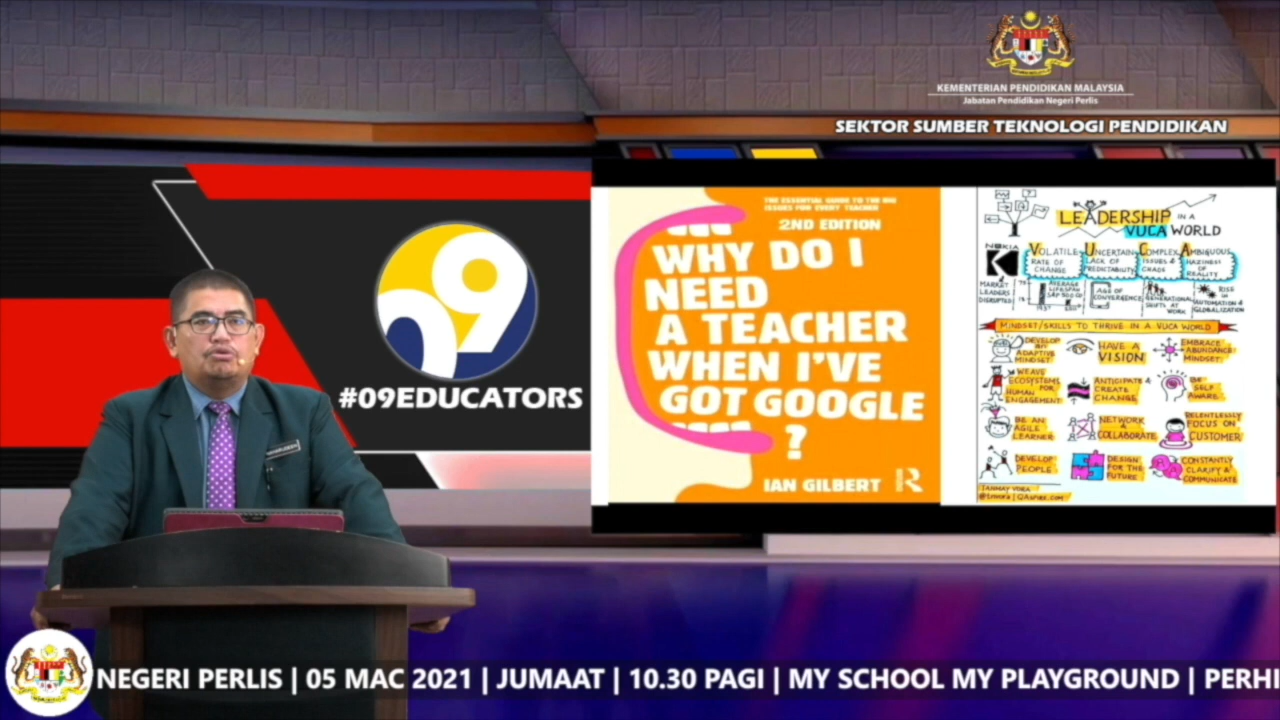 KEMENTERIAN PENDIDIKAN MALAYSIA
Jabatan Pendidikan Negeri Perlis
SEKTOR SUMBER TEKNOLOGI PENDIDIKAN
#09EDUCATORS
THE ESSENTIAL GUIDE TO THE BIG
ISSUES FOR EVERY TEACHER
2ND EDITION
WHY DO I
NEED
A TEACHER
WHEN I'VE
GOT GOOGLE
?
IAN GILBERT
LEADERSHIP IN A
VUCA WORLD
NOKIA
VOLATILE UNCERTAIN COMPLEX AMBIGUOUS
RATE OF CHANGE
LACK OF PREDICTABILITY
ISSUES & CHAOS
HAZINESS OF REALITY
MARKET LEADERS DISRUPTED
AVERAGE LIFESPAN
AGE OF CONVERGENCE
GENERATIONAL SHIFTS AT WORK
RISE IN AUTOMATION & GLOBALIZATION
MINDSET/SKILLS TO THRIVE IN A VUCA WORLD
DEVELOP ADAPTIVE MINDSET
HAVE A VISION
EMBRACE ABUNDANCE MINDSET
WEAVE ECOSYSTEMS FOR HUMAN ENGAGEMENT
ANTICIPATE & CREATE CHANGE
BE SELF AWARE
BE AN AGILE LEARNER
NETWORK & COLLABORATE
RELENTLESSLY FOCUS ON CUSTOMER
DEVELOP PEOPLE
DESIGN FOR THE FUTURE
CONSTANTLY CLARIFY & COMMUNICATE
TANMAY VORA
NEGERI PERLIS | 05 MAC 2021 | JUMAAT | 10.30 PAGI | MY SCHOOL MY PLAYGROUND | PERHI